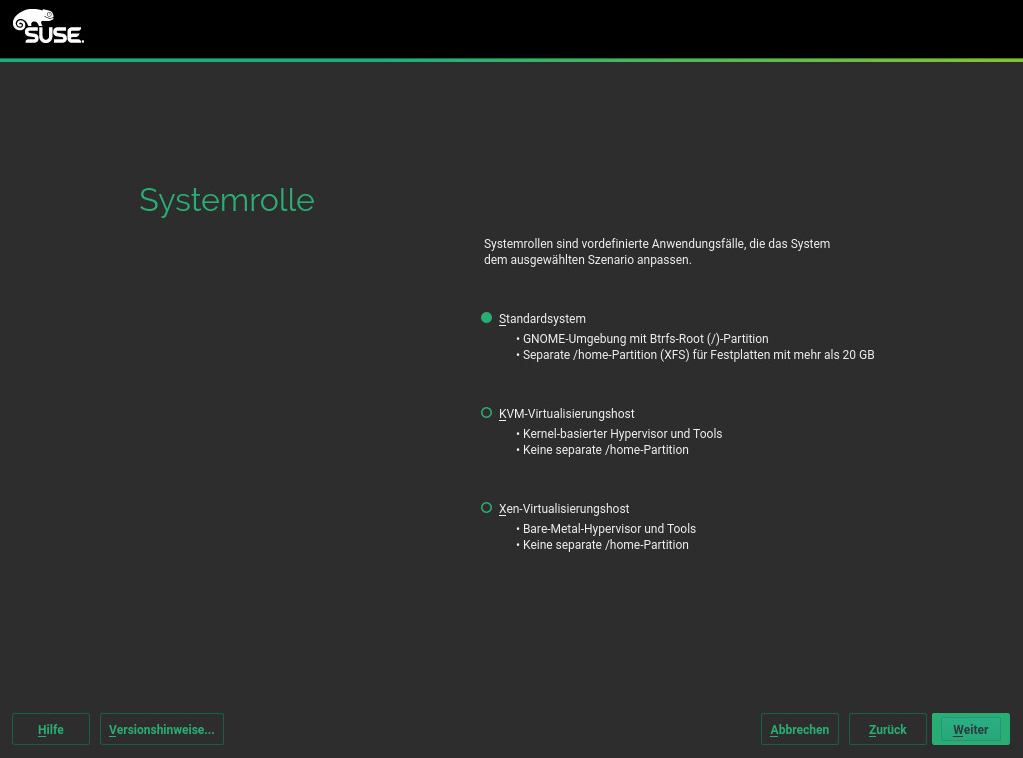 SUSE.
Systemrolle
Systemrollen sind vordefinierte Anwendungsfälle, die das System
dem ausgewählten Szenario anpassen.
Standardsystem
• GNOME-Umgebung mit Btrfs-Root (/)-Partition
• Separate /home-Partition (XFS) für Festplatten mit mehr als 20 GB
KVM-Virtualisierungshost
• Kernel-basierter Hypervisor und Tools
• Keine separate /home-Partition
Xen-Virtualisierungshost
• Bare-Metal-Hypervisor und Tools
• Keine separate /home-Partition
Hilfe Versionshinweise... Abbrechen Zurück Weiter